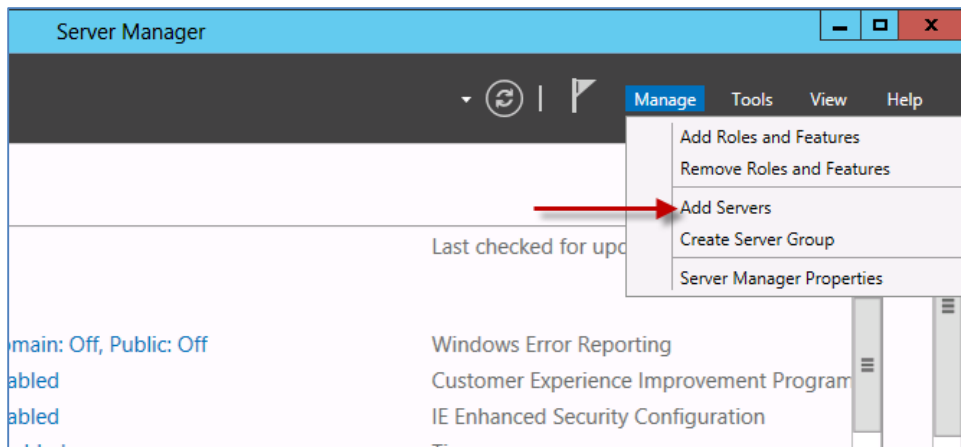 Server Manager
Manage Tools View Help
Add Roles and Features
Remove Roles and Features
Add Servers
Create Server Group
Server Manager Properties
Last checked for upd
main: Off, Public: Off
Windows Error Reporting
abled
Customer Experience Improvement Program
abled
IE Enhanced Security Configuration